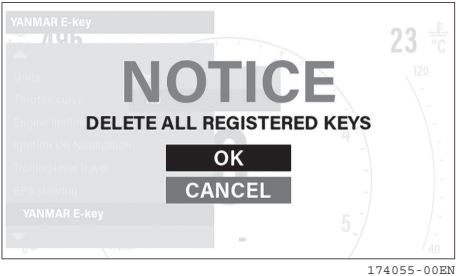 YANMAR E-key
495
23 °C
120
Units
Throttle curve
NOTICE
DELETE ALL REGISTERED KEYS
Ignition On Notification
OK
CANCEL
YANMAR E-key
5
40
174055-00EN